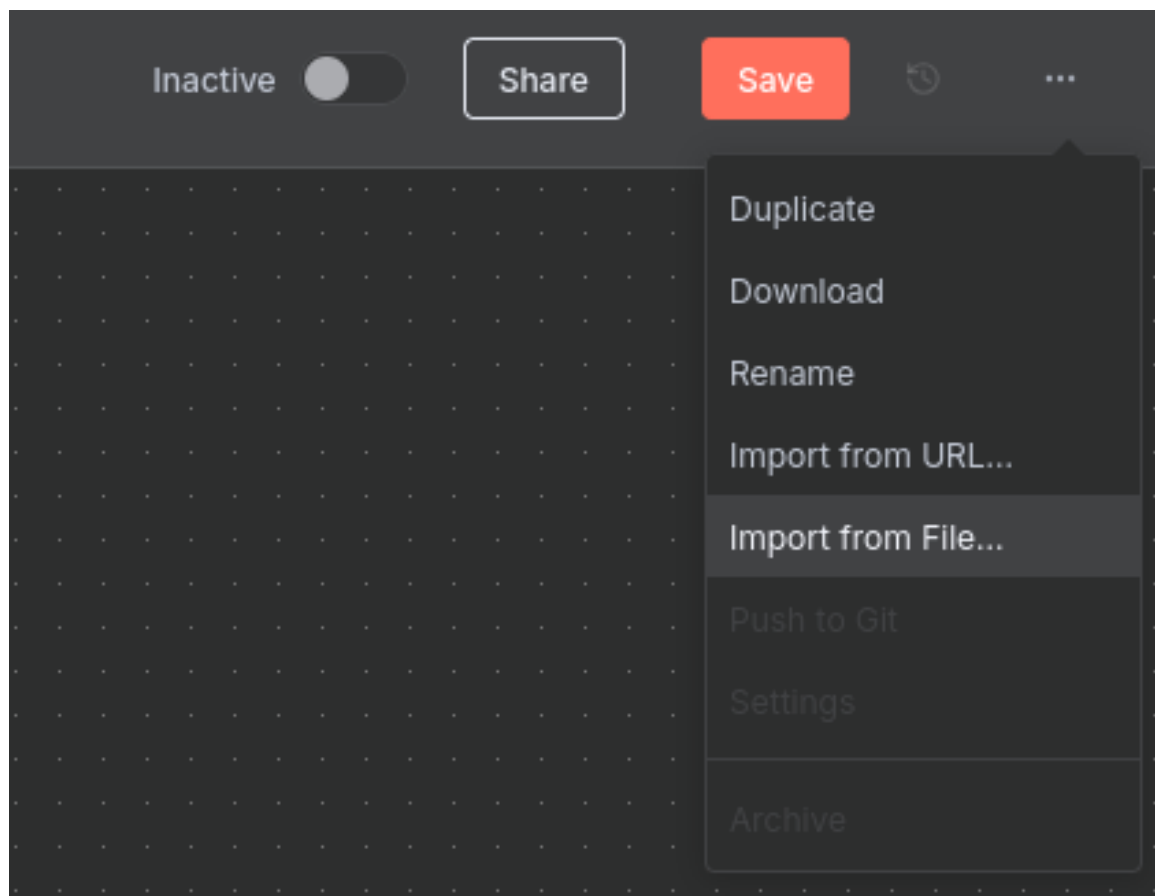 Inactive
Share
Save
...
Duplicate
Download
Rename
Import from URL...
Import from File...
Push to Git
Settings
Archive